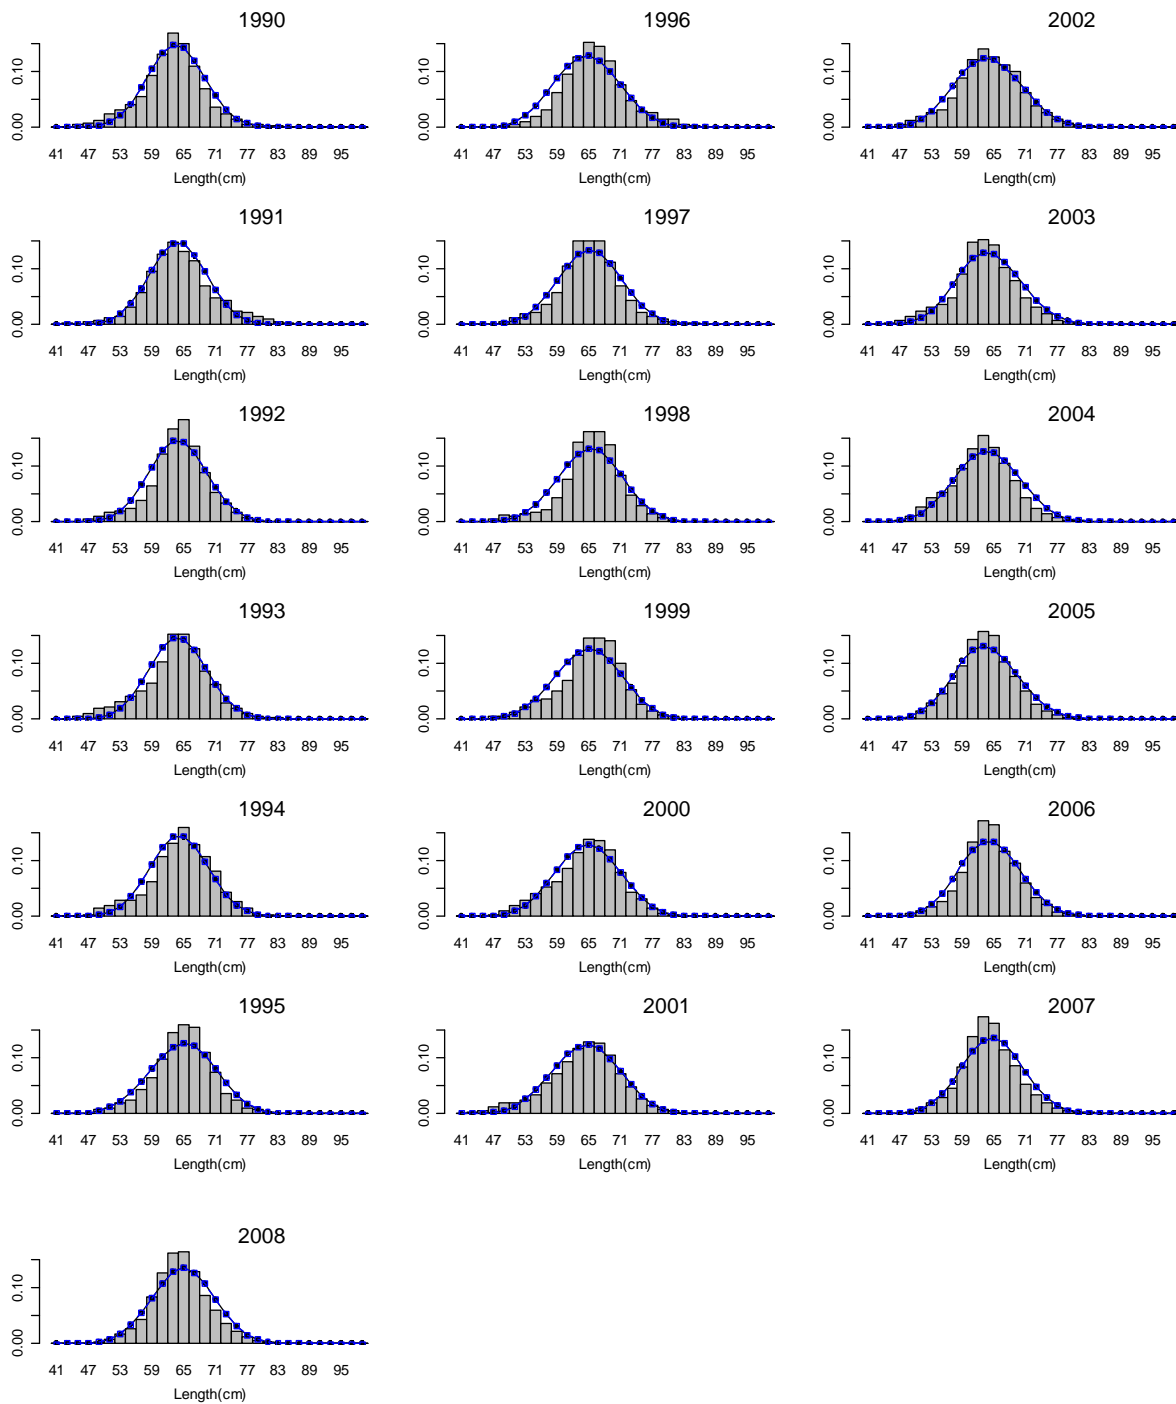 1990 1996 2002
0.00 0.10 0.00 0.10 0.00 0.10
41 47 53 59 65 71 77 83 89 95 41 47 53 59 65 71 77 83 89 95 41 47 53 59 65 71 77 83 89 95
Length(cm) Length(cm) Length(cm)
1991 1997 2003
0.00 0.10 0.00 0.10 0.00 0.10
41 47 53 59 65 71 77 83 89 95 41 47 53 59 65 71 77 83 89 95 41 47 53 59 65 71 77 83 89 95
Length(cm) Length(cm) Length(cm)
1992 1998 2004
0.00 0.10 0.00 0.10 0.00 0.10
41 47 53 59 65 71 77 83 89 95 41 47 53 59 65 71 77 83 89 95 41 47 53 59 65 71 77 83 89 95
Length(cm) Length(cm) Length(cm)
1993 1999 2005
0.00 0.10 0.00 0.10 0.00 0.10
41 47 53 59 65 71 77 83 89 95 41 47 53 59 65 71 77 83 89 95 41 47 53 59 65 71 77 83 89 95
Length(cm) Length(cm) Length(cm)
1994 2000 2006
0.00 0.10 0.00 0.10 0.00 0.10
41 47 53 59 65 71 77 83 89 95 41 47 53 59 65 71 77 83 89 95 41 47 53 59 65 71 77 83 89 95
Length(cm) Length(cm) Length(cm)
1995 2001 2007
0.00 0.10 0.00 0.10 0.00 0.10
41 47 53 59 65 71 77 83 89 95 41 47 53 59 65 71 77 83 89 95 41 47 53 59 65 71 77 83 89 95
Length(cm) Length(cm) Length(cm)
2008
0.00 0.10
41 47 53 59 65 71 77 83 89 95
Length(cm)